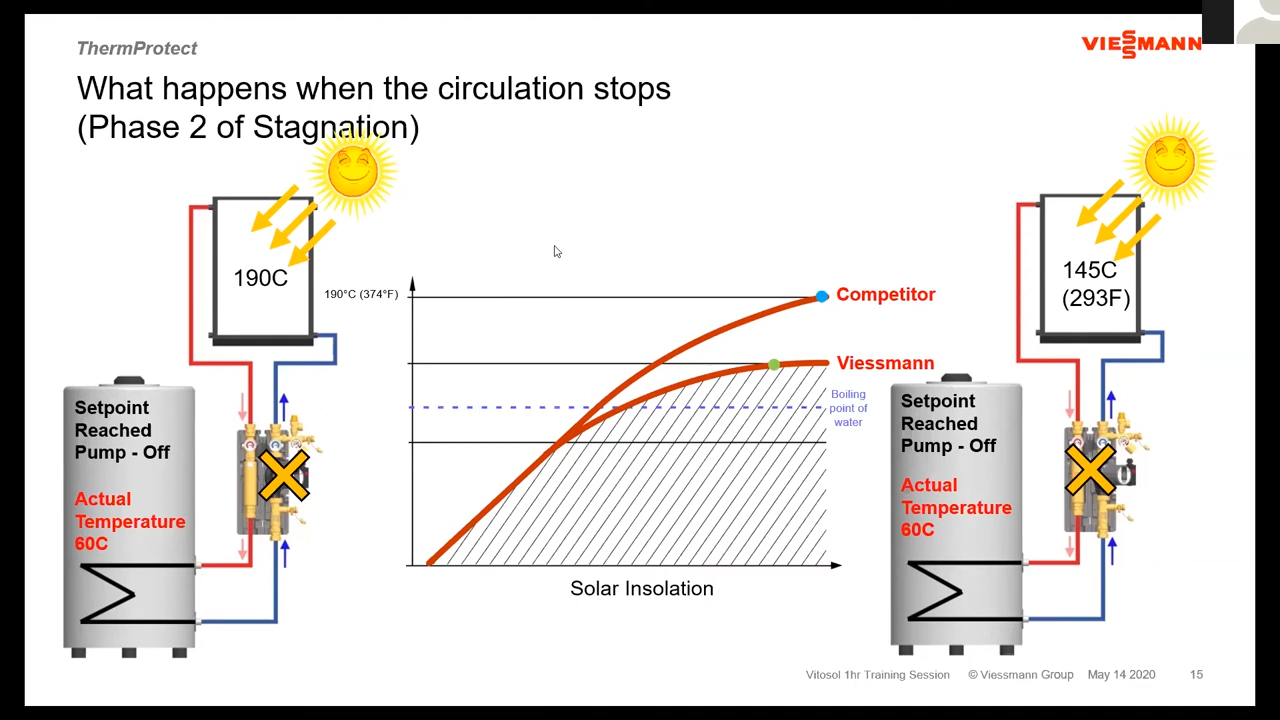 ThermProtect
VIESSMANN
What happens when the circulation stops
(Phase 2 of Stagnation)
190C
Setpoint
Reached
Pump - Off
Actual
Temperature
60C
190°C (374°F)
Competitor
Viessmann
Boiling
point of
water
Solar Insolation
145C
(293F)
Setpoint
Reached
Pump - Off
Actual
Temperature
60C
Vitosol 1hr Training Session © Viessmann Group May 14 2020 15